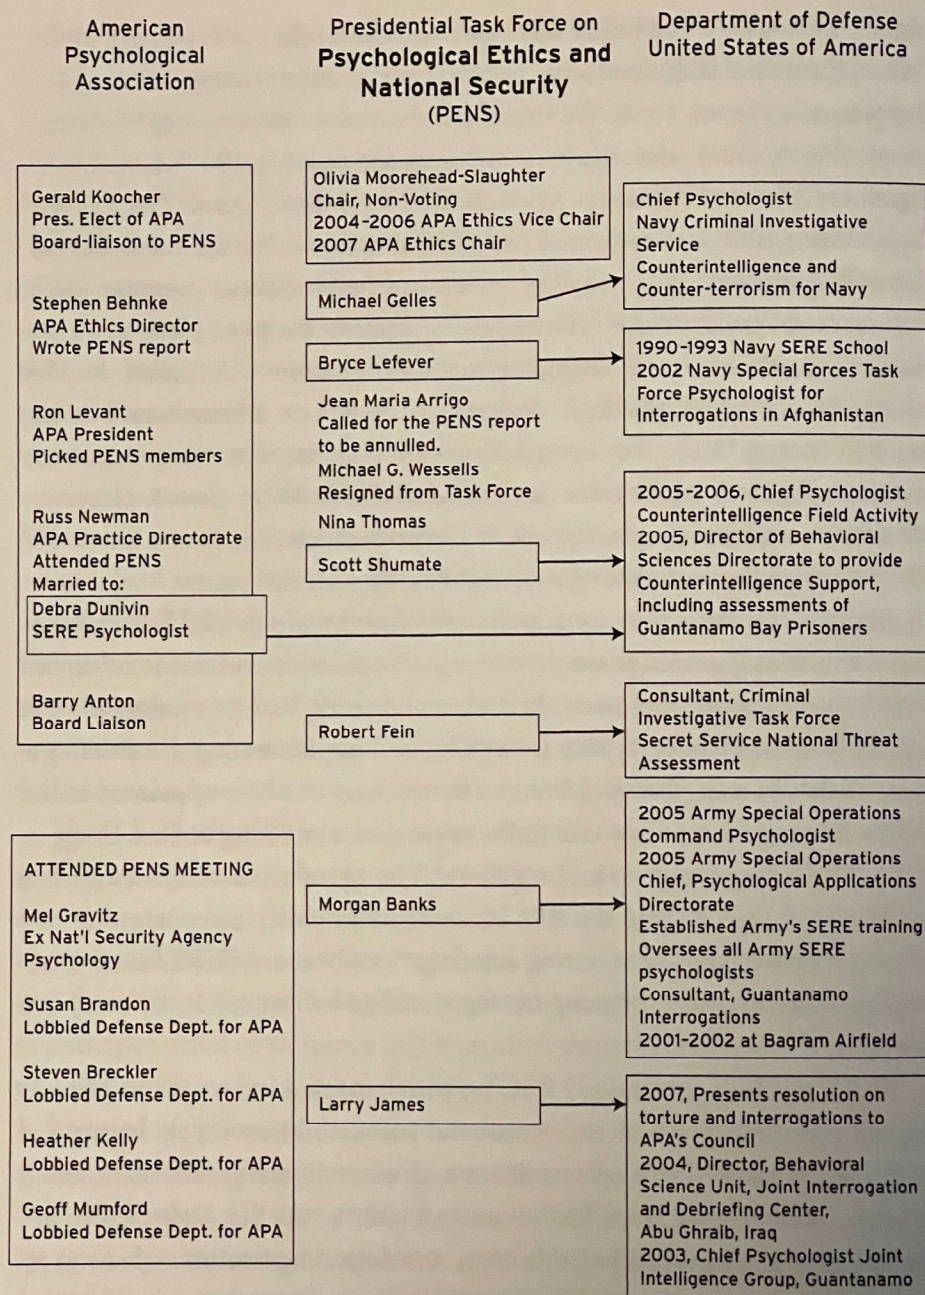 American
Psychological
Association
Presidential Task Force on
Psychological Ethics and
National Security
(PENS)
Department of Defense
United States of America
Gerald Koocher
Pres. Elect of APA
Board-liaison to PENS
Stephen Behnke
APA Ethics Director
Wrote PENS report
Ron Levant
APA President
Picked PENS members
Russ Newman
APA Practice Directorate
Attended PENS
Married to:
Debra Dunivin
SERE Psychologist
Barry Anton
Board Liaison
ATTENDED PENS MEETING
Mel Gravitz
Ex Nat'l Security Agency
Psychology
Susan Brandon
Lobbied Defense Dept. for APA
Steven Breckler
Lobbied Defense Dept. for APA
Heather Kelly
Lobbied Defense Dept. for APA
Geoff Mumford
Lobbied Defense Dept. for APA
Olivia Moorehead-Slaughter
Chair, Non-Voting
2004-2006 APA Ethics Vice Chair
2007 APA Ethics Chair
Michael Gelles
Bryce Lefever
Jean Maria Arrigo
Called for the PENS report
to be annulled.
Michael G. Wessells
Resigned from Task Force
Nina Thomas
Scott Shumate
Robert Fein
Morgan Banks
Larry James
Chief Psychologist
Navy Criminal Investigative
Service
Counterintelligence and
Counter-terrorism for Navy
1990-1993 Navy SERE School
2002 Navy Special Forces Task
Force Psychologist for
Interrogations in Afghanistan
2005-2006, Chief Psychologist
Counterintelligence Field Activity
2005, Director of Behavioral
Sciences Directorate to provide
Counterintelligence Support,
including assessments of
Guantanamo Bay Prisoners
Consultant, Criminal
Investigative Task Force
Secret Service National Threat
Assessment
2005 Army Special Operations
Command Psychologist
2005 Army Special Operations
Chief, Psychological Applications
Directorate
Established Army's SERE training
Oversees all Army SERE
psychologists
Consultant, Guantanamo
Interrogations
2001-2002 at Bagram Airfield
2007, Presents resolution on
torture and interrogations to
APA's Council
2004, Director, Behavioral
Science Unit, Joint Interrogation
and Debriefing Center,
Abu Ghraib, Iraq
2003, Chief Psychologist Joint
Intelligence Group, Guantanamo